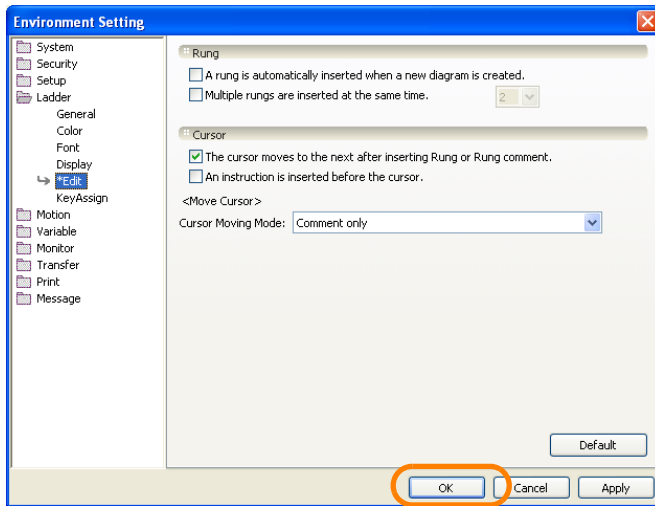 Environment Setting
System
Security
Setup
Ladder
General
Color
Font
Display
*Edit
KeyAssign
Motion
Variable
Monitor
Transfer
Print
Message
Rung
A rung is automatically inserted when a new diagram is created.
Multiple rungs are inserted at the same time. 2
Cursor
The cursor moves to the next after inserting Rung or Rung comment.
An instruction is inserted before the cursor.
<Move Cursor>
Cursor Moving Mode: Comment only
Default
OK Cancel Apply